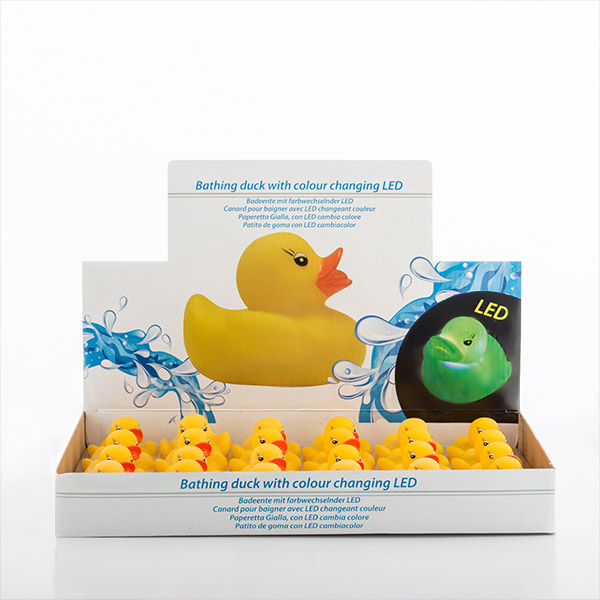 Bathing duck with colour changing LED
Badeente mit farbwechselnder LED
Canard pour baigner avec LED changeant couleur
Paperetta Gialla, con LED cambia colore
Patito de goma con LED cambiacolor
LED
Bathing duck with colour changing LED
Badeente mit farbwechselnder LED
Canard pour baigner avec LED changeant couleur
Paperetta Gialla, con LED cambia colore
Patito de goma con LED cambiacolor